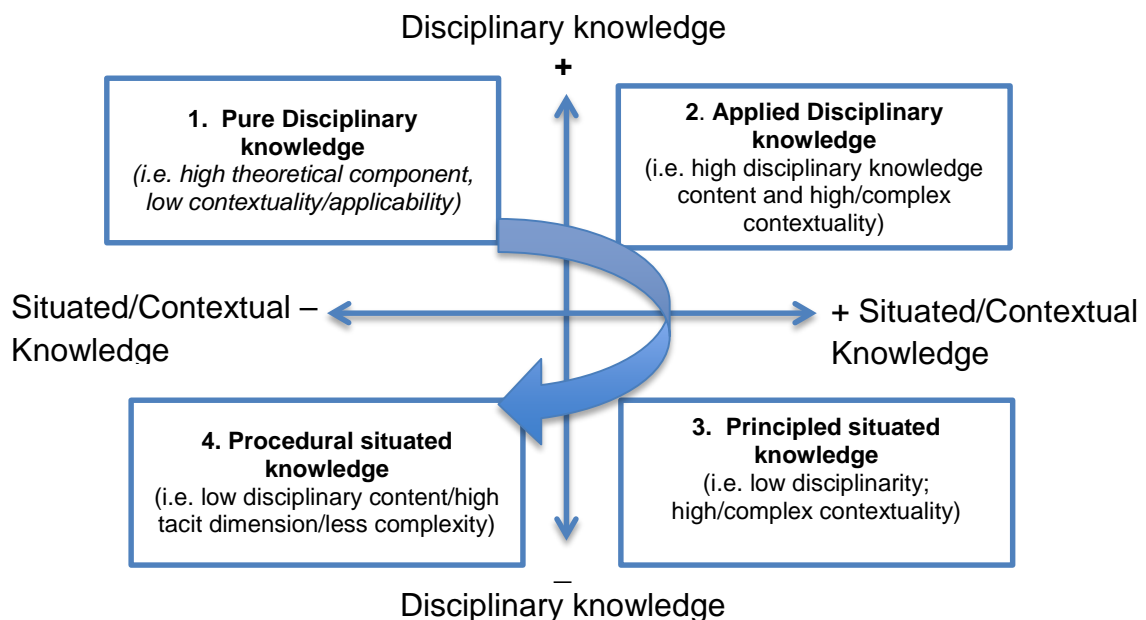 Disciplinary knowledge
+
1. Pure Disciplinary
knowledge
(i.e. high theoretical component,
low contextuality/applicability)
2. Applied Disciplinary
knowledge
(i.e. high disciplinary knowledge
content and high/complex
contextuality)
Situated/Contextual –
Knowledge
+ Situated/Contextual
Knowledge
4. Procedural situated
knowledge
(i.e. low disciplinary content/high
tacit dimension/less complexity)
3. Principled situated
knowledge
(i.e. low disciplinarity;
high/complex contextuality)
–
Disciplinary knowledge